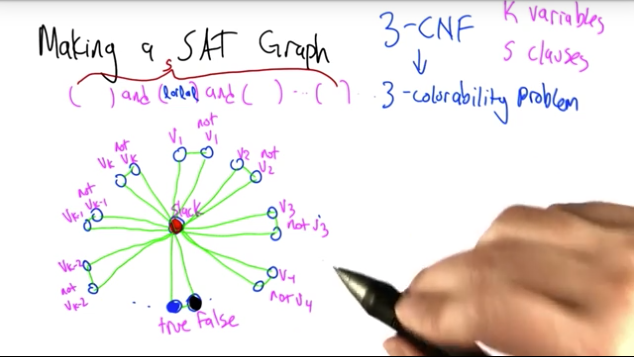 Making a SAT Graph
3-CNF
↓
3-colorability problem
K variables
S clauses
s
( ) and (lorlorl) and ( ) ... ( )
V1 not V1
V2 not V2
V3
not V3
V4
not V4
VK not VK
VK-1 not VK-1
VK-2
not VK-2
Slack
true False